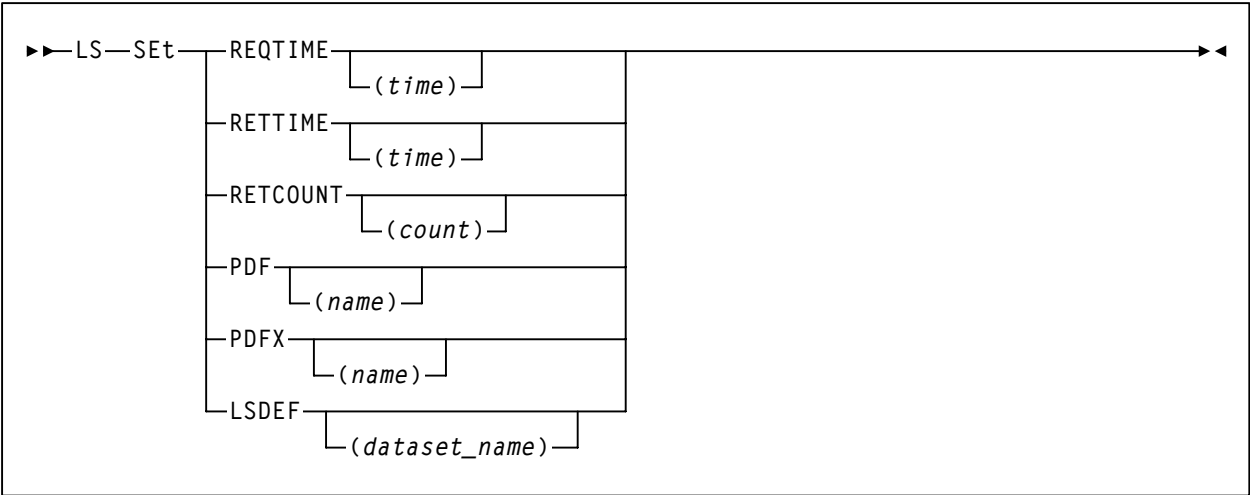 LS SEt REQTIME
(time)
RETTIME
(time)
RETCOUNT
(count)
PDF
(name)
PDFX
(name)
LSDEF
(dataset_name)